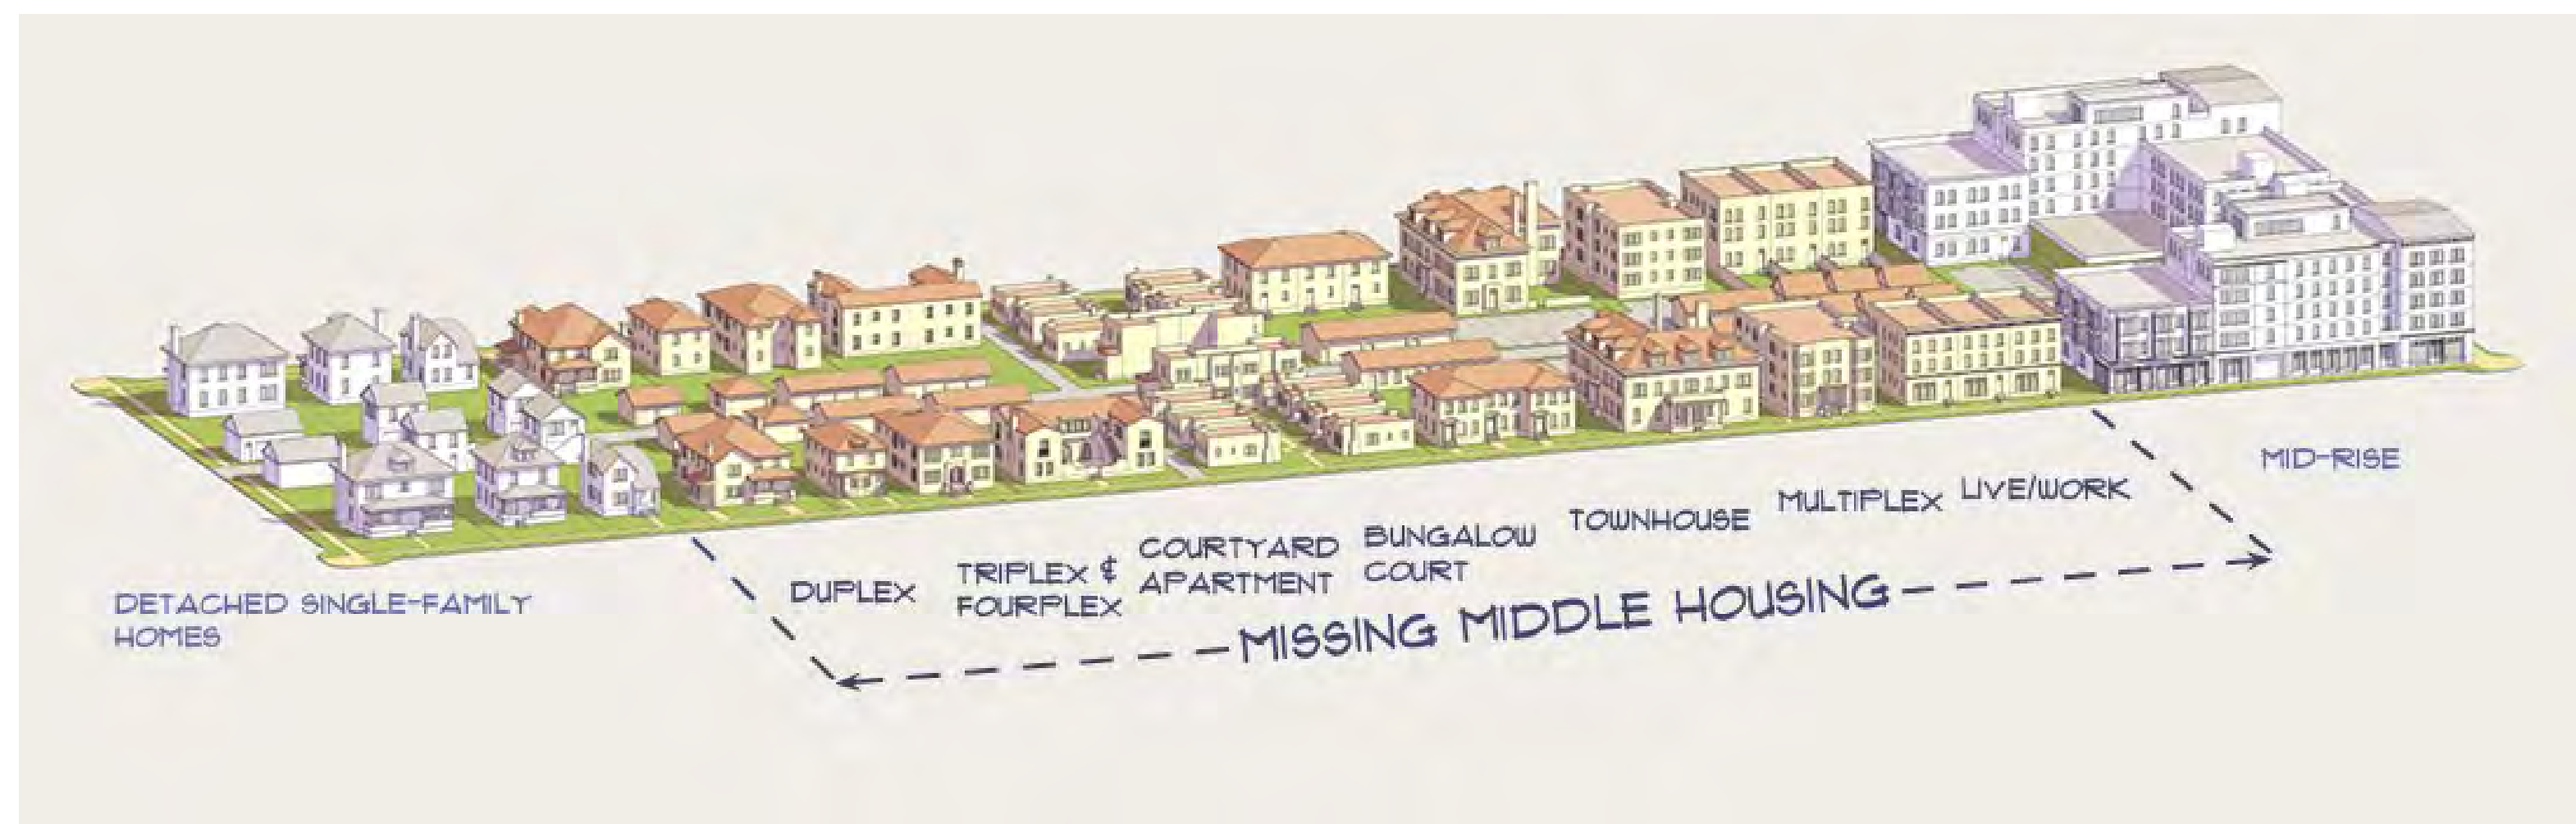 DETACHED SINGLE-FAMILY
HOMES
DUPLEX
TRIPLEX &
FOURPLEX
COURTYARD
APARTMENT
BUNGALOW
COURT
TOWNHOUSE
MULTIPLEX
LIVE/WORK
MID-RISE
MISSING MIDDLE HOUSING